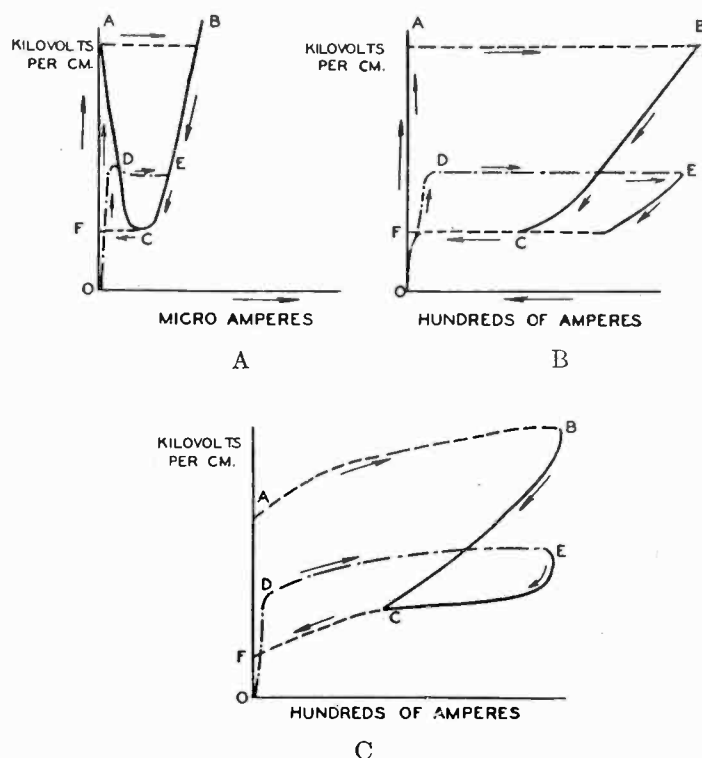 A B
KILOVOLTS
PER CM.
D E
F C
O
MICRO AMPERES
A
A B
KILOVOLTS
PER CM.
D E
F C
O
HUNDREDS OF AMPERES
B
KILOVOLTS
PER CM.
B
A
E
D
C
F
O
HUNDREDS OF AMPERES
C